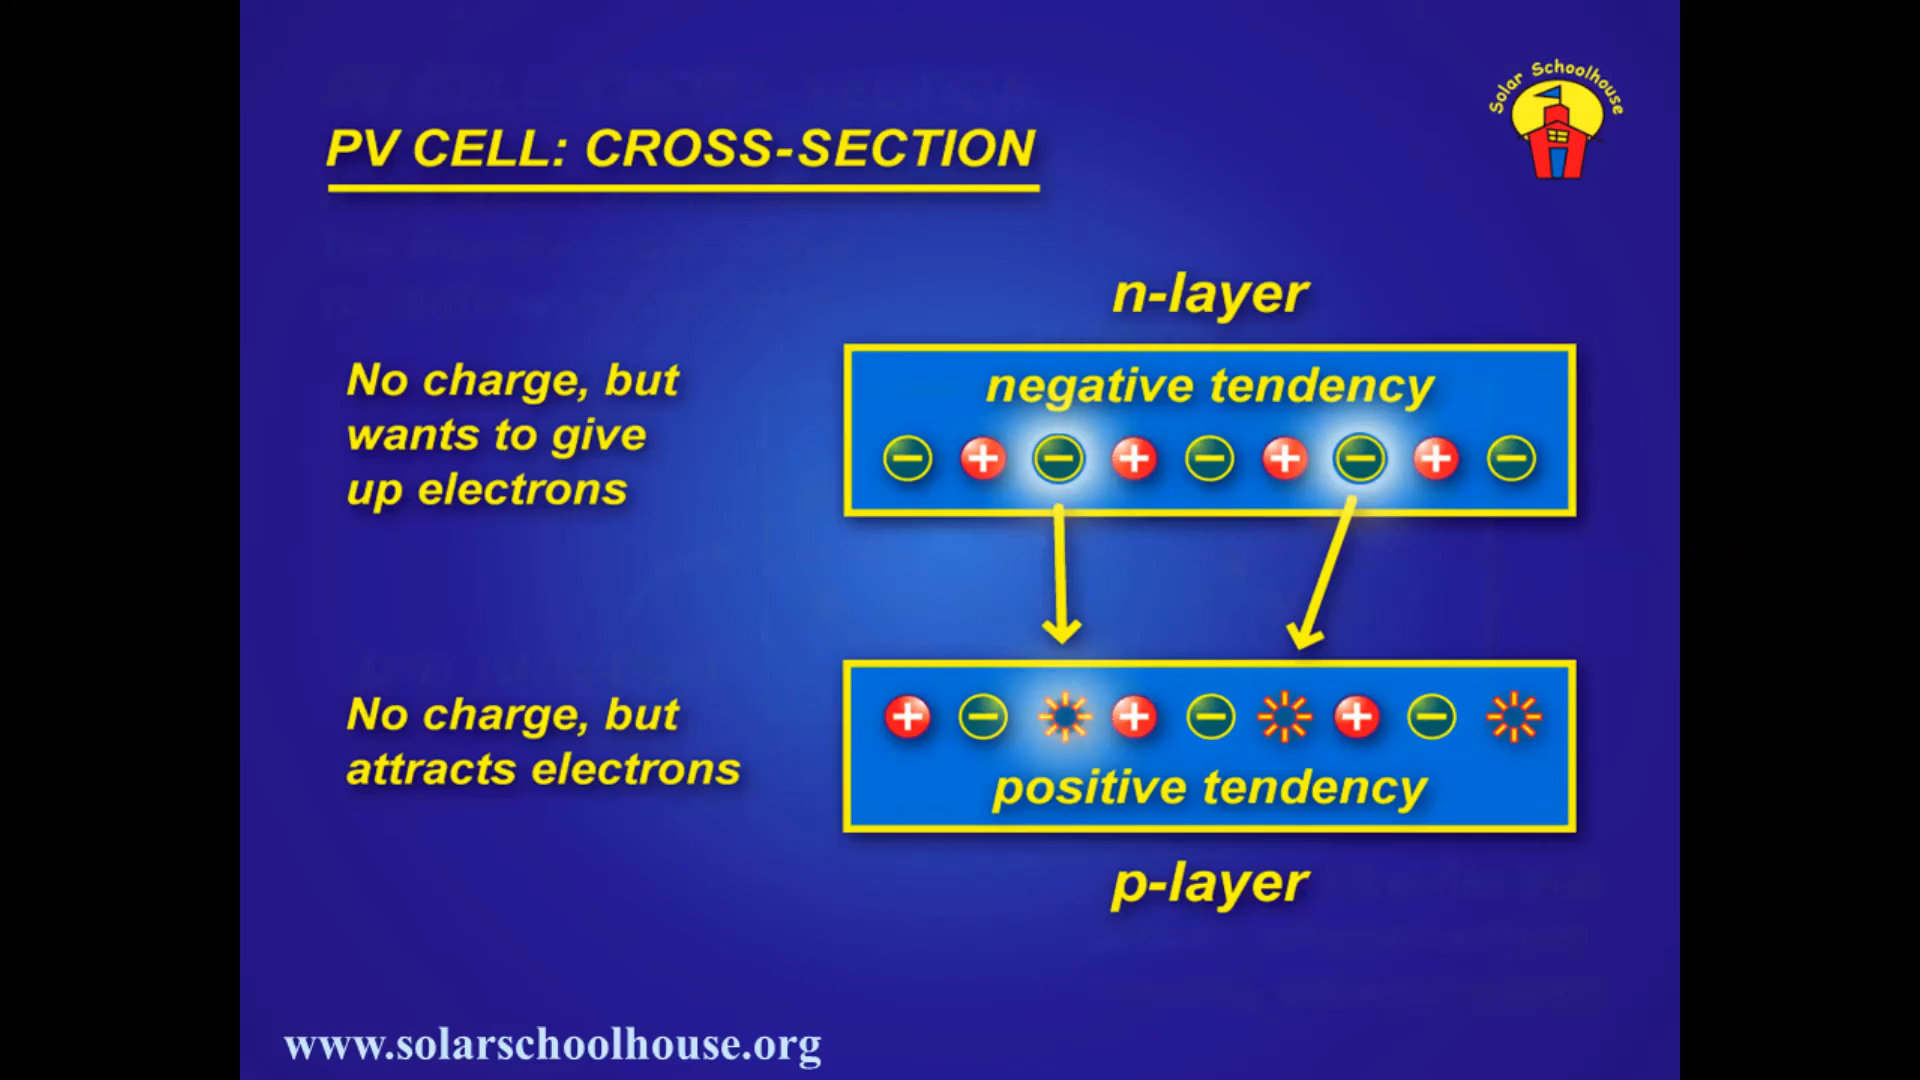 Solar Schoolhouse
PV CELL: CROSS-SECTION
n-layer
No charge, but
wants to give
up electrons
negative tendency
− + − + − + − + −
No charge, but
attracts electrons
+ − + − + −
positive tendency
p-layer
www.solarschoolhouse.org